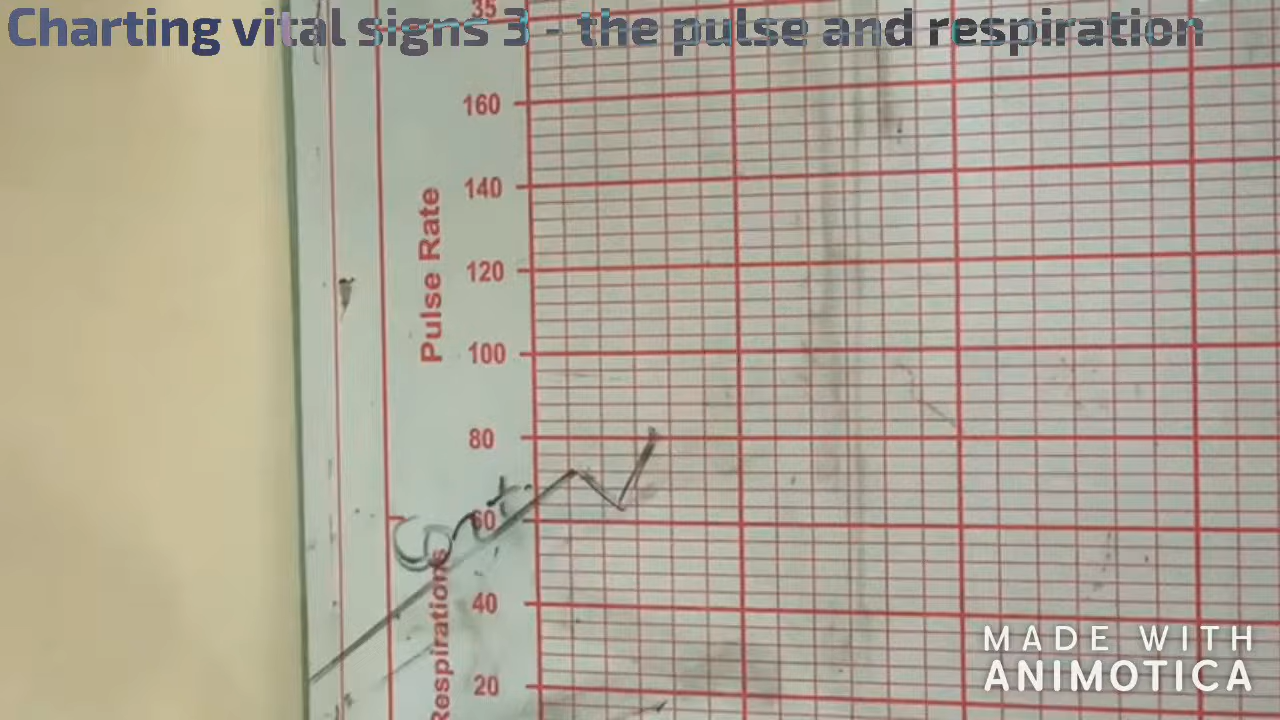 Charting vital signs 3 - the pulse and respiration
35
160
140
120
100
80
60
40
20
Pulse Rate
Respirations
MADE WITH
ANIMOTICA